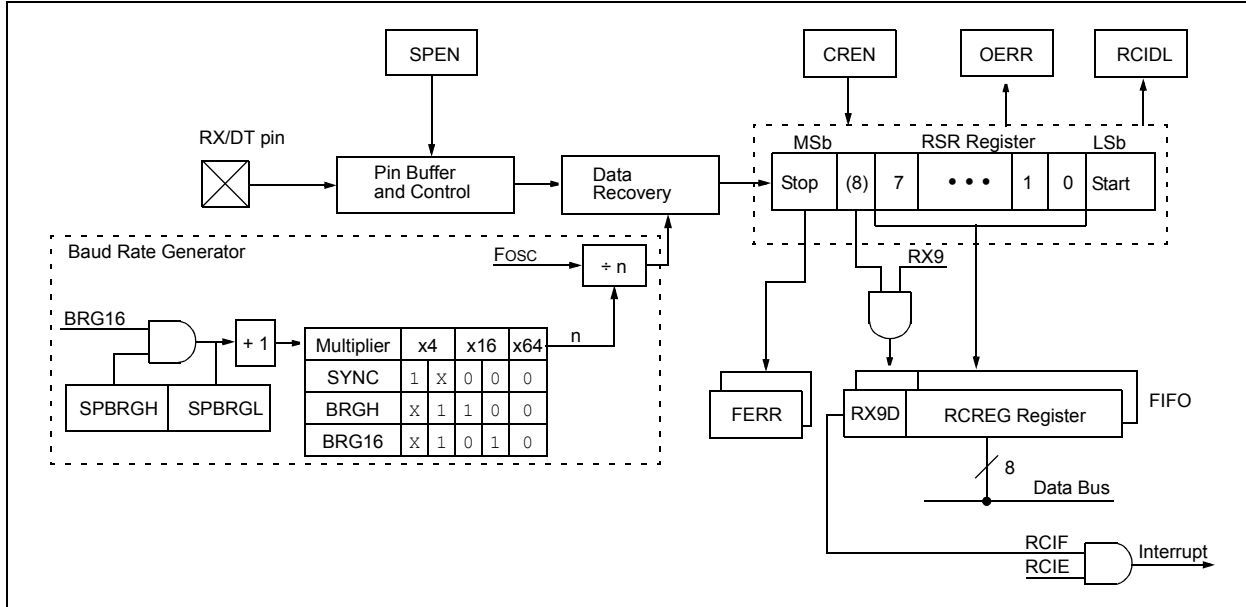 SPEN
CREN
OERR
RCIDL
RX/DT pin
Pin Buffer
and Control
Data
Recovery
MSb
RSR Register
LSb
Stop (8) 7 • • • 1 0 Start
Baud Rate Generator
FOSC
÷ n
RX9
BRG16
+ 1
n
SPBRGH SPBRGL
Multiplier x4 x16 x64
SYNC 1 X 0 0 0
BRGH X 1 1 0 0
BRG16 X 1 0 1 0
FERR
RX9D
RCREG Register
FIFO
8
Data Bus
RCIF
RCIE
Interrupt